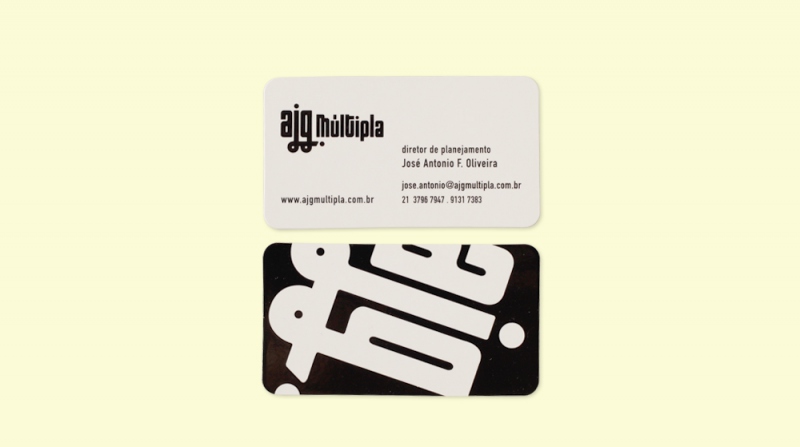 ajg múltipla
diretor de planejamento
José Antonio F. Oliveira
jose.antonio@ajgmultipla.com.br
www.ajgmultipla.com.br
21 3796 7947 . 9131 7383